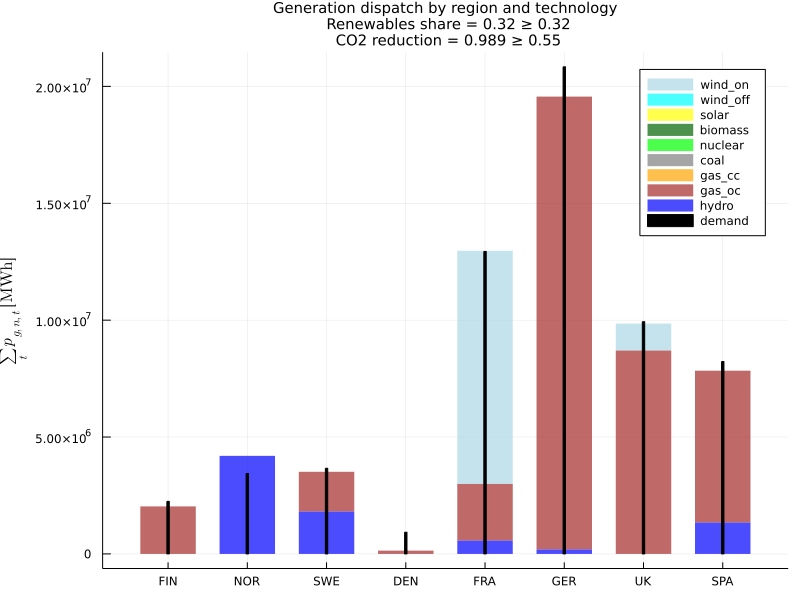 Generation dispatch by region and technology
Renewables share = 0.32 ≥ 0.32
CO2 reduction = 0.989 ≥ 0.55
∑ₜ p_{g,n,t} [MWh]
2.00×10⁷
1.50×10⁷
1.00×10⁷
5.00×10⁶
0
FIN NOR SWE DEN FRA GER UK SPA
wind_on
wind_off
solar
biomass
nuclear
coal
gas_cc
gas_oc
hydro
demand